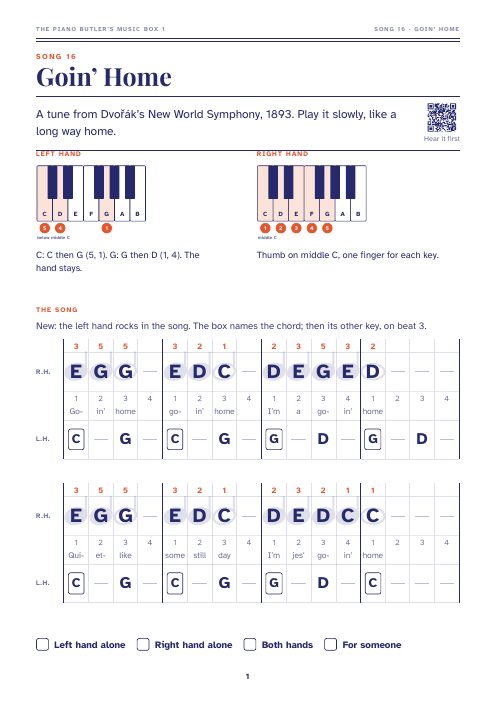 THE PIANO BUTLER'S MUSIC BOX 1 SONG 16 · GOIN' HOME
SONG 16
Goin' Home
A tune from Dvořák's New World Symphony, 1893. Play it slowly, like a
long way home.
Hear it first
LEFT HAND RIGHT HAND
C D E F G A B C D E F G A B
5 4 1 1 2 3 4 5
below middle C middle C
C: C then G (5, 1). G: G then D (1, 4). The
hand stays.
Thumb on middle C, one finger for each key.
THE SONG
New: the left hand rocks in the song. The box names the chord; then its other key, on beat 3.
3 5 5 3 2 1 2 3 5 3 2
R.H. E G G — E D C — D E G E D — — —
1 2 3 4 1 2 3 4 1 2 3 4 1 2 3 4
Go- in' home go- in' home I'm a go- in' home
L.H. C — G — C — G — G — D — G — D —
3 5 5 3 2 1 2 3 2 1 1
R.H. E G G — E D C — D E D C C — — —
1 2 3 4 1 2 3 4 1 2 3 4 1 2 3 4
Qui- et- like some still day I'm jes' go- in' home
L.H. C — G — C — G — G — D — C — — —
Left hand alone Right hand alone Both hands For someone
1